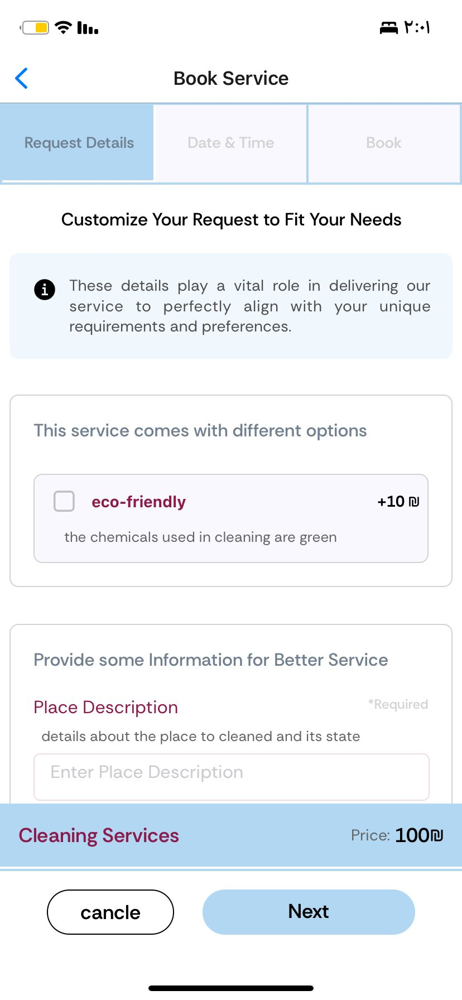 ٢:٠١
Book Service
Request Details
Date & Time
Book
Customize Your Request to Fit Your Needs
These details play a vital role in delivering our
service to perfectly align with your unique
requirements and preferences.
This service comes with different options
eco-friendly
+10 ₪
the chemicals used in cleaning are green
Provide some Information for Better Service
Place Description
*Required
details about the place to cleaned and its state
Enter Place Description
Cleaning Services
Price: 100₪
cancle
Next